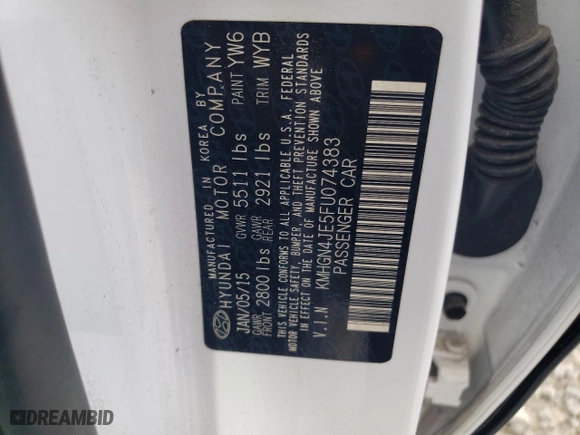 MANUFACTURED IN KOREA BY
HYUNDAI MOTOR COMPANY
JAN/05/15 GVWR 5511 lbs PAINT YW6
GAWR FRONT 2800 lbs GAWR REAR 2921 lbs TRIM WYB
THIS VEHICLE CONFORMS TO ALL APPLICABLE U.S.A. FEDERAL
MOTOR VEHICLE SAFETY, BUMPER, AND THEFT PREVENTION STANDARDS
IN EFFECT ON THE DATE OF MANUFACTURE SHOWN ABOVE
V.I.N KMHGN4JE5FU074383
PASSENGER CAR
DREAMBID